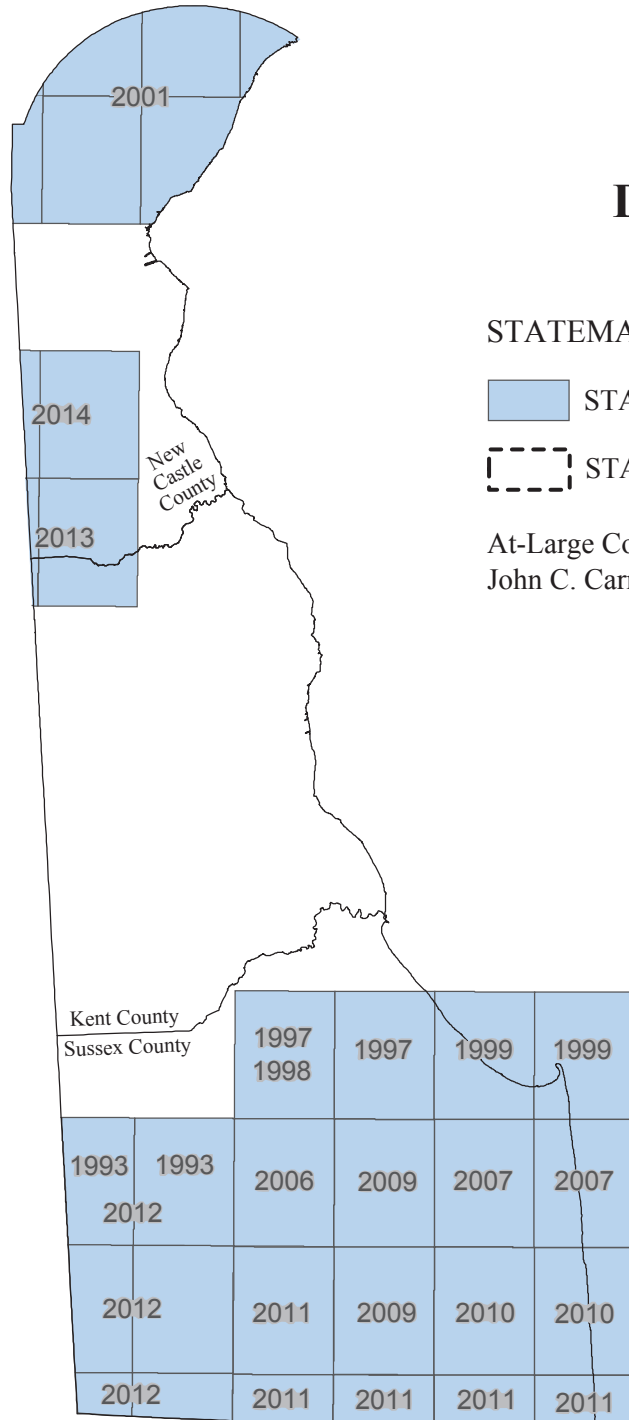 2001
STATEMA
STA
2014
New
Castle
County
STA
2013
At-Large Co
John C. Car
Kent County
Sussex County
1997
1998
1997
1999
1999
1993
1993
2012
2006
2009
2007
2007
2012
2011
2009
2010
2010
2012
2011
2011
2011
2011